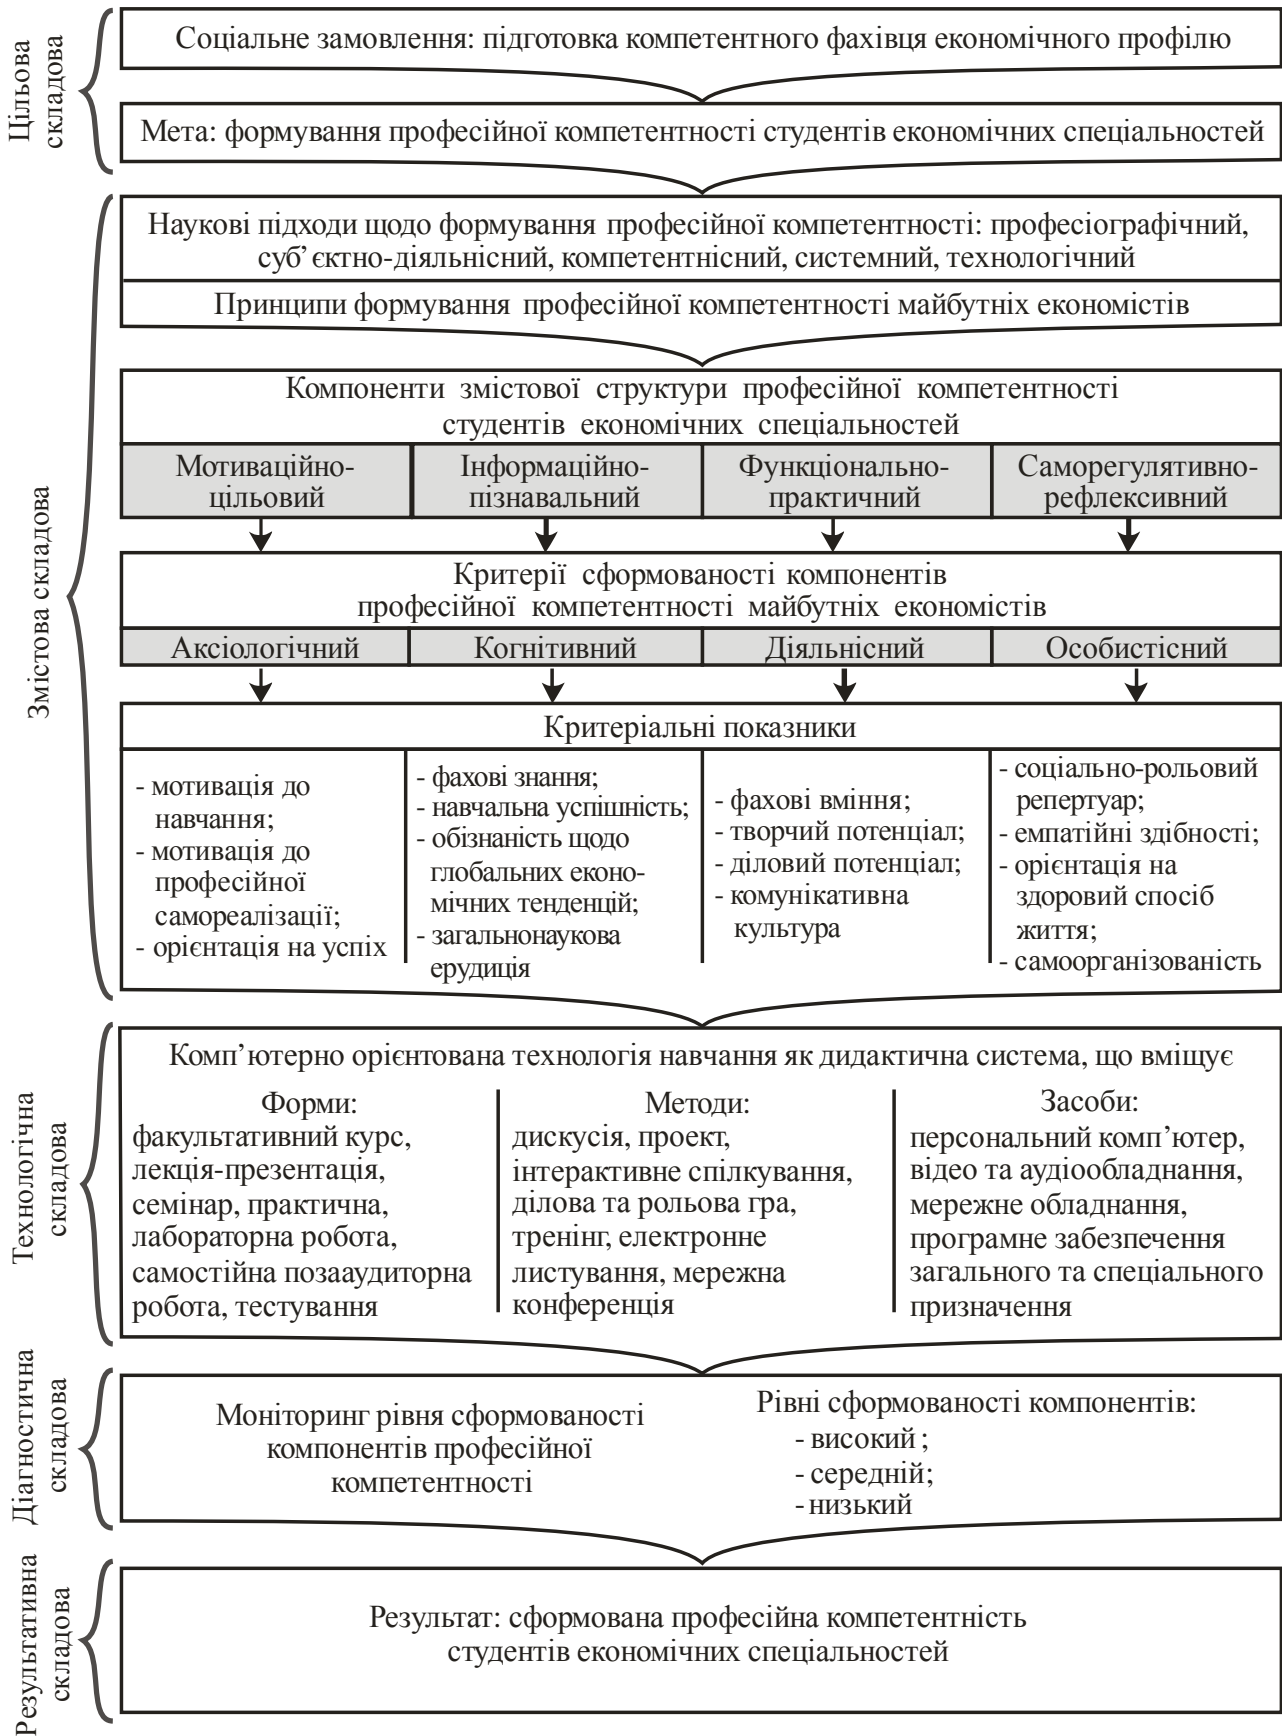 Цільова
складова
Соціальне замовлення: підготовка компетентного фахівця економічного профілю
Мета: формування професійної компетентності студентів економічних спеціальностей
Змістова складова
Наукові підходи щодо формування професійної компетентності: професіографічний,
суб’єктно-діяльнісний, компетентнісний, системний, технологічний
Принципи формування професійної компетентності майбутніх економістів
Компоненти змістової структури професійної компетентності
студентів економічних спеціальностей
Мотиваційно-
цільовий
Інформаційно-
пізнавальний
Функціонально-
практичний
Саморегулятивно-
рефлексивний
Критерії сформованості компонентів
професійної компетентності майбутніх економістів
Аксіологічний
Когнітивний
Діяльнісний
Особистісний
Критеріальні показники
- мотивація до
навчання;
- мотивація до
професійної
самореалізації;
- орієнтація на успіх
- фахові знання;
- навчальна успішність;
- обізнаність щодо
глобальних еконо-
мічних тенденцій;
- загальнонаукова
ерудиція
- фахові вміння;
- творчий потенціал;
- діловий потенціал;
- комунікативна
культура
- соціально-рольовий
репертуар;
- емпатійні здібності;
- орієнтація на
здоровий спосіб
життя;
- самоорганізованість
Технологічна
складова
Комп’ютерно орієнтована технологія навчання як дидактична система, що вміщує
Форми:
факультативний курс,
лекція-презентація,
семінар, практична,
лабораторна робота,
самостійна позааудиторна
робота, тестування
Методи:
дискусія, проект,
інтерактивне спілкування,
ділова та рольова гра,
тренінг, електронне
листування, мережна
конференція
Засоби:
персональний комп’ютер,
відео та аудіообладнання,
мережне обладнання,
програмне забезпечення
загального та спеціального
призначення
Діагностична
складова
Моніторинг рівня сформованості
компонентів професійної
компетентності
Рівні сформованості компонентів:
- високий ;
- середній;
- низький
Результативна
складова
Результат: сформована професійна компетентність
студентів економічних спеціальностей